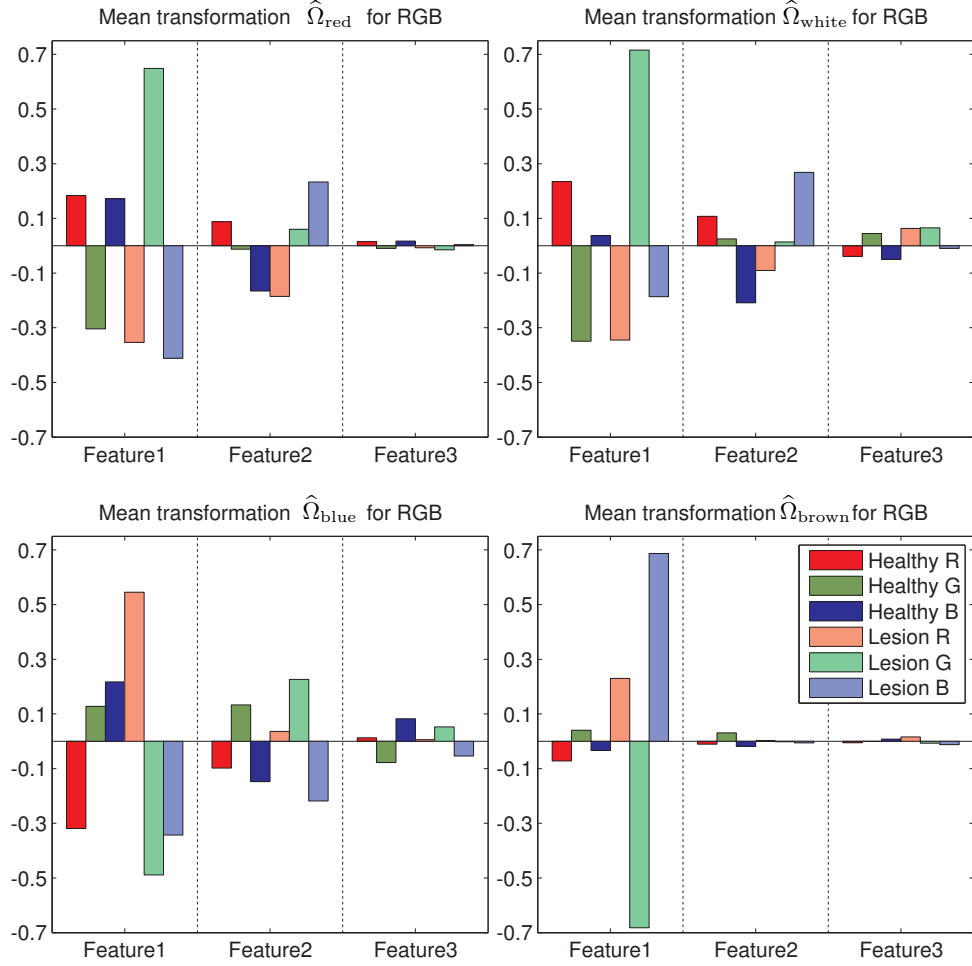 Mean transformation Ω̂red for RGB
Mean transformation Ω̂white for RGB
0.7
0.5
0.3
0.1
-0.1
-0.3
-0.5
-0.7
Feature1 Feature2 Feature3
0.7
0.5
0.3
0.1
-0.1
-0.3
-0.5
-0.7
Feature1 Feature2 Feature3
Mean transformation Ω̂blue for RGB
Mean transformation Ω̂brown for RGB
0.7
0.5
0.3
0.1
-0.1
-0.3
-0.5
-0.7
Feature1 Feature2 Feature3
0.7
0.5
0.3
0.1
-0.1
-0.3
-0.5
-0.7
Feature1 Feature2 Feature3
Healthy R
Healthy G
Healthy B
Lesion R
Lesion G
Lesion B